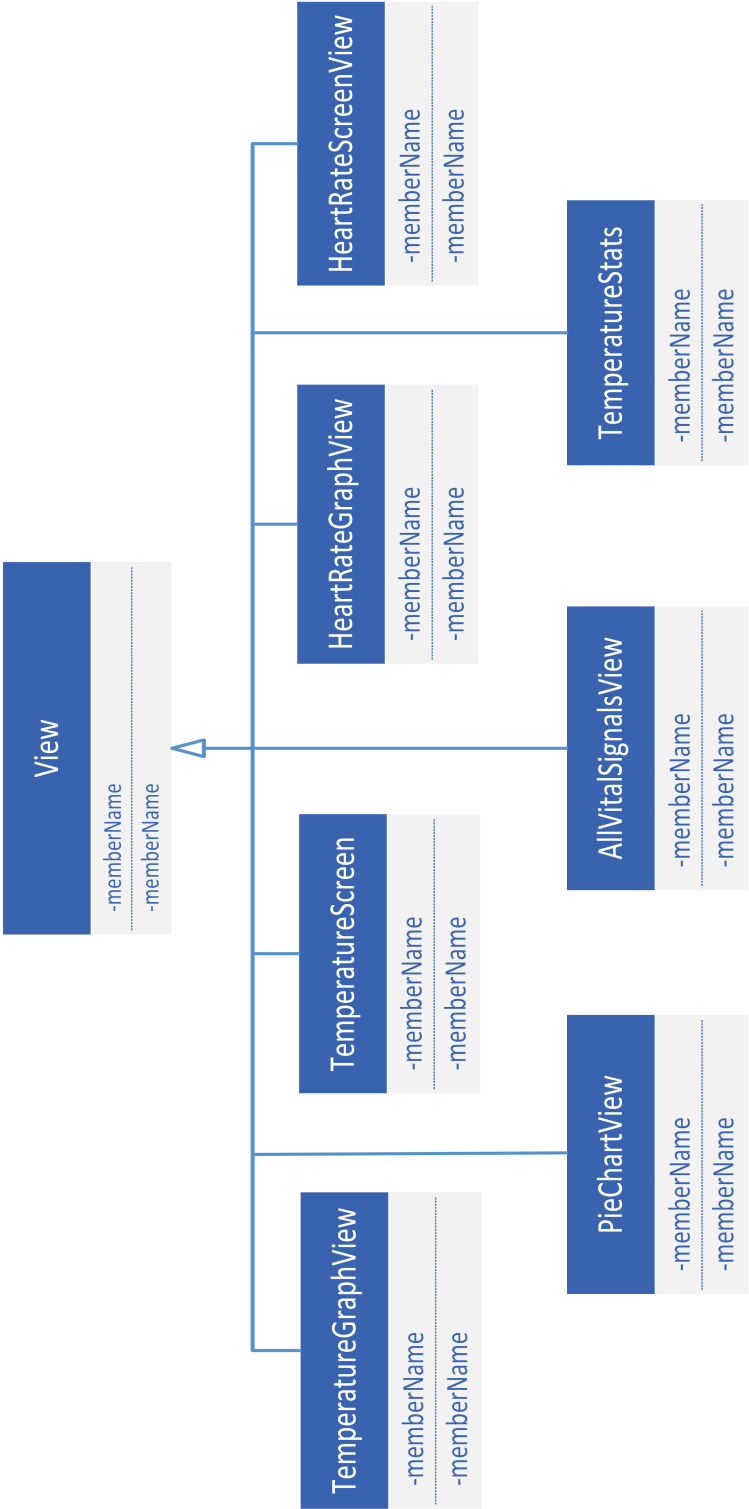 View
-memberName
-memberName
TemperatureGraphView
-memberName
-memberName
TemperatureScreen
-memberName
-memberName
HeartRateGraphView
-memberName
-memberName
HeartRateScreenView
-memberName
-memberName
PieChartView
-memberName
-memberName
AllVitalSignalsView
-memberName
-memberName
TemperatureStats
-memberName
-memberName